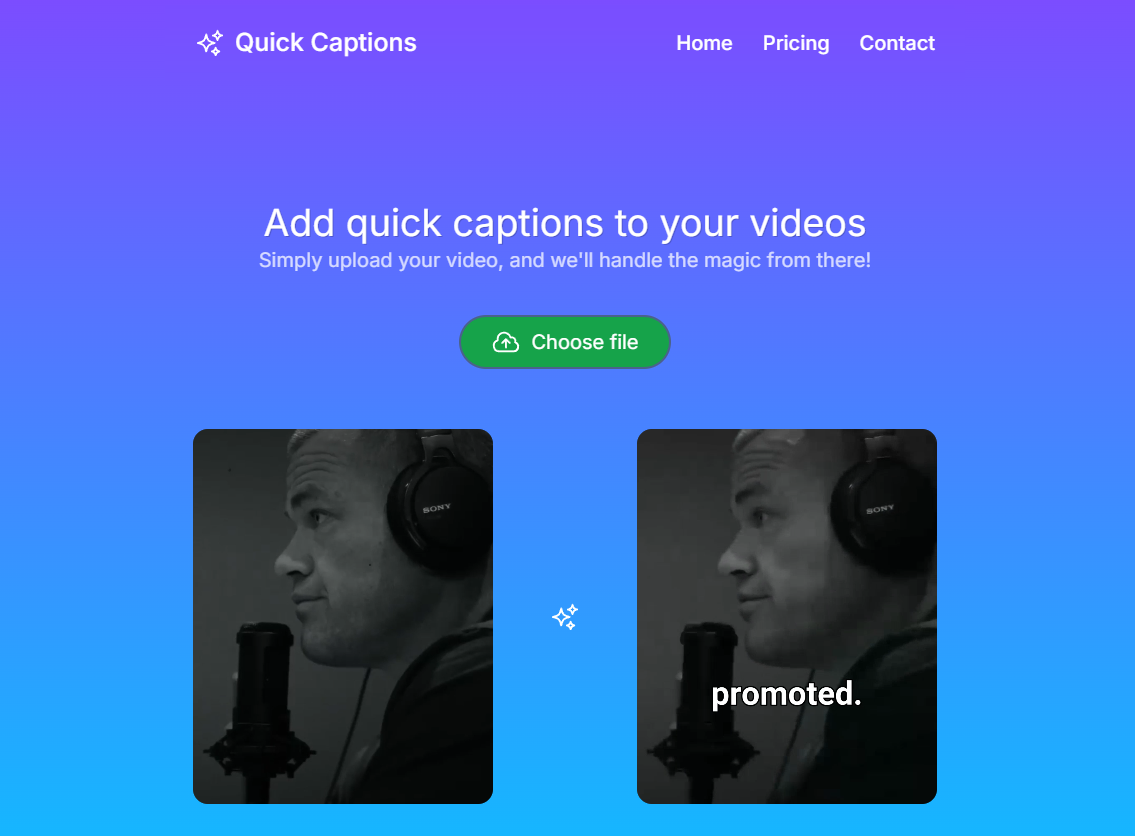 Quick Captions
Home Pricing Contact
Add quick captions to your videos
Simply upload your video, and we'll handle the magic from there!
Choose file
SONY
SONY
promoted.